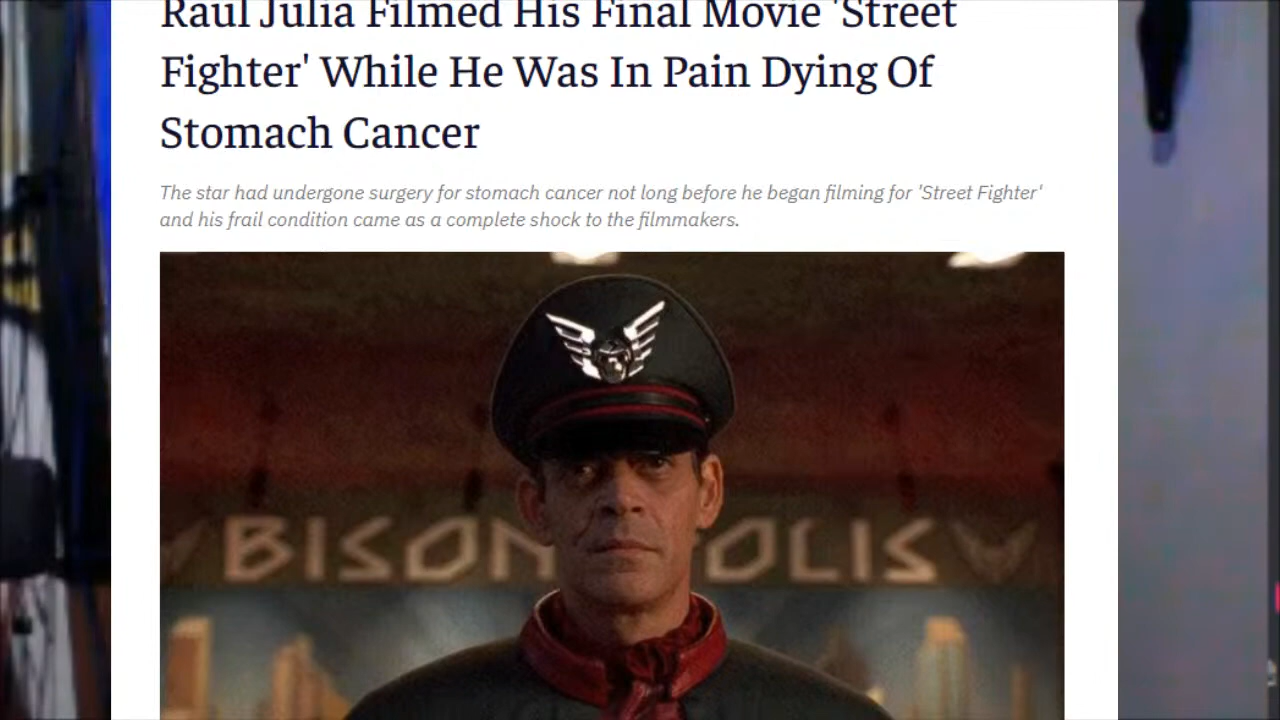 Raul Julia Filmed His Final Movie 'Street
Fighter' While He Was In Pain Dying Of
Stomach Cancer
The star had undergone surgery for stomach cancer not long before he began filming for 'Street Fighter'
and his frail condition came as a complete shock to the filmmakers.
BISON OLIS